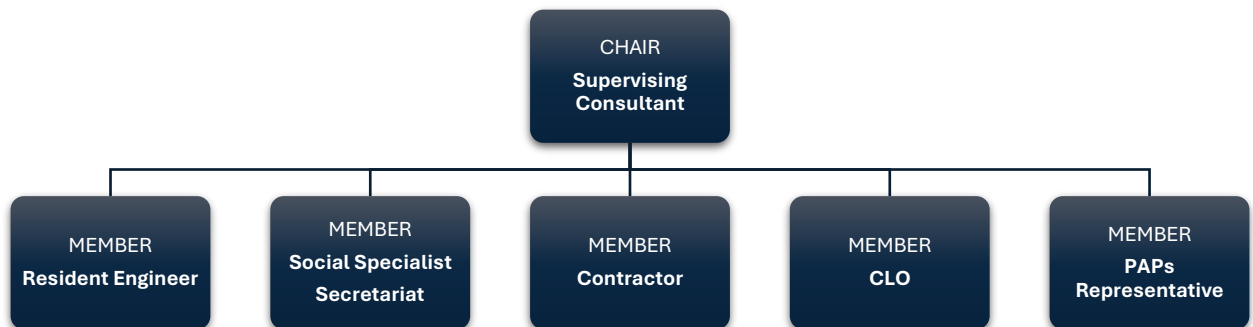 CHAIR
Supervising
Consultant
MEMBER
Resident Engineer
MEMBER
Social Specialist
Secretariat
MEMBER
Contractor
MEMBER
CLO
MEMBER
PAPs
Representative